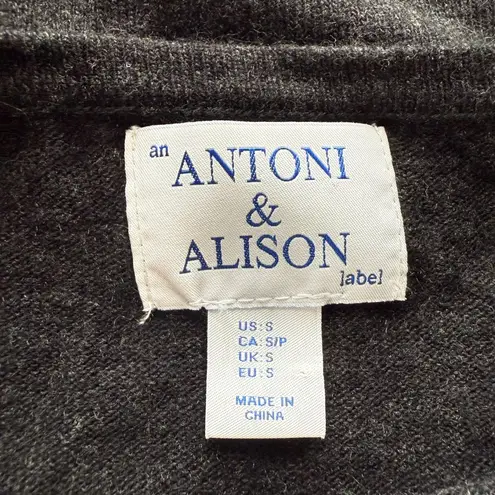 an ANTONI
&
ALISON
label
US:S
CA:S/P
UK:S
EU:S
MADE IN
CHINA